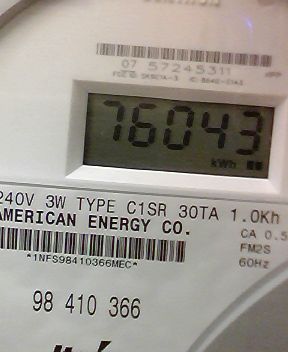 07 57245311
76043
kWh
240V 3W TYPE C1SR 30TA 1.0Kh
AMERICAN ENERGY CO.
CA 0.5
FM2S
60Hz
*1NFS98410366MEC*
98 410 366